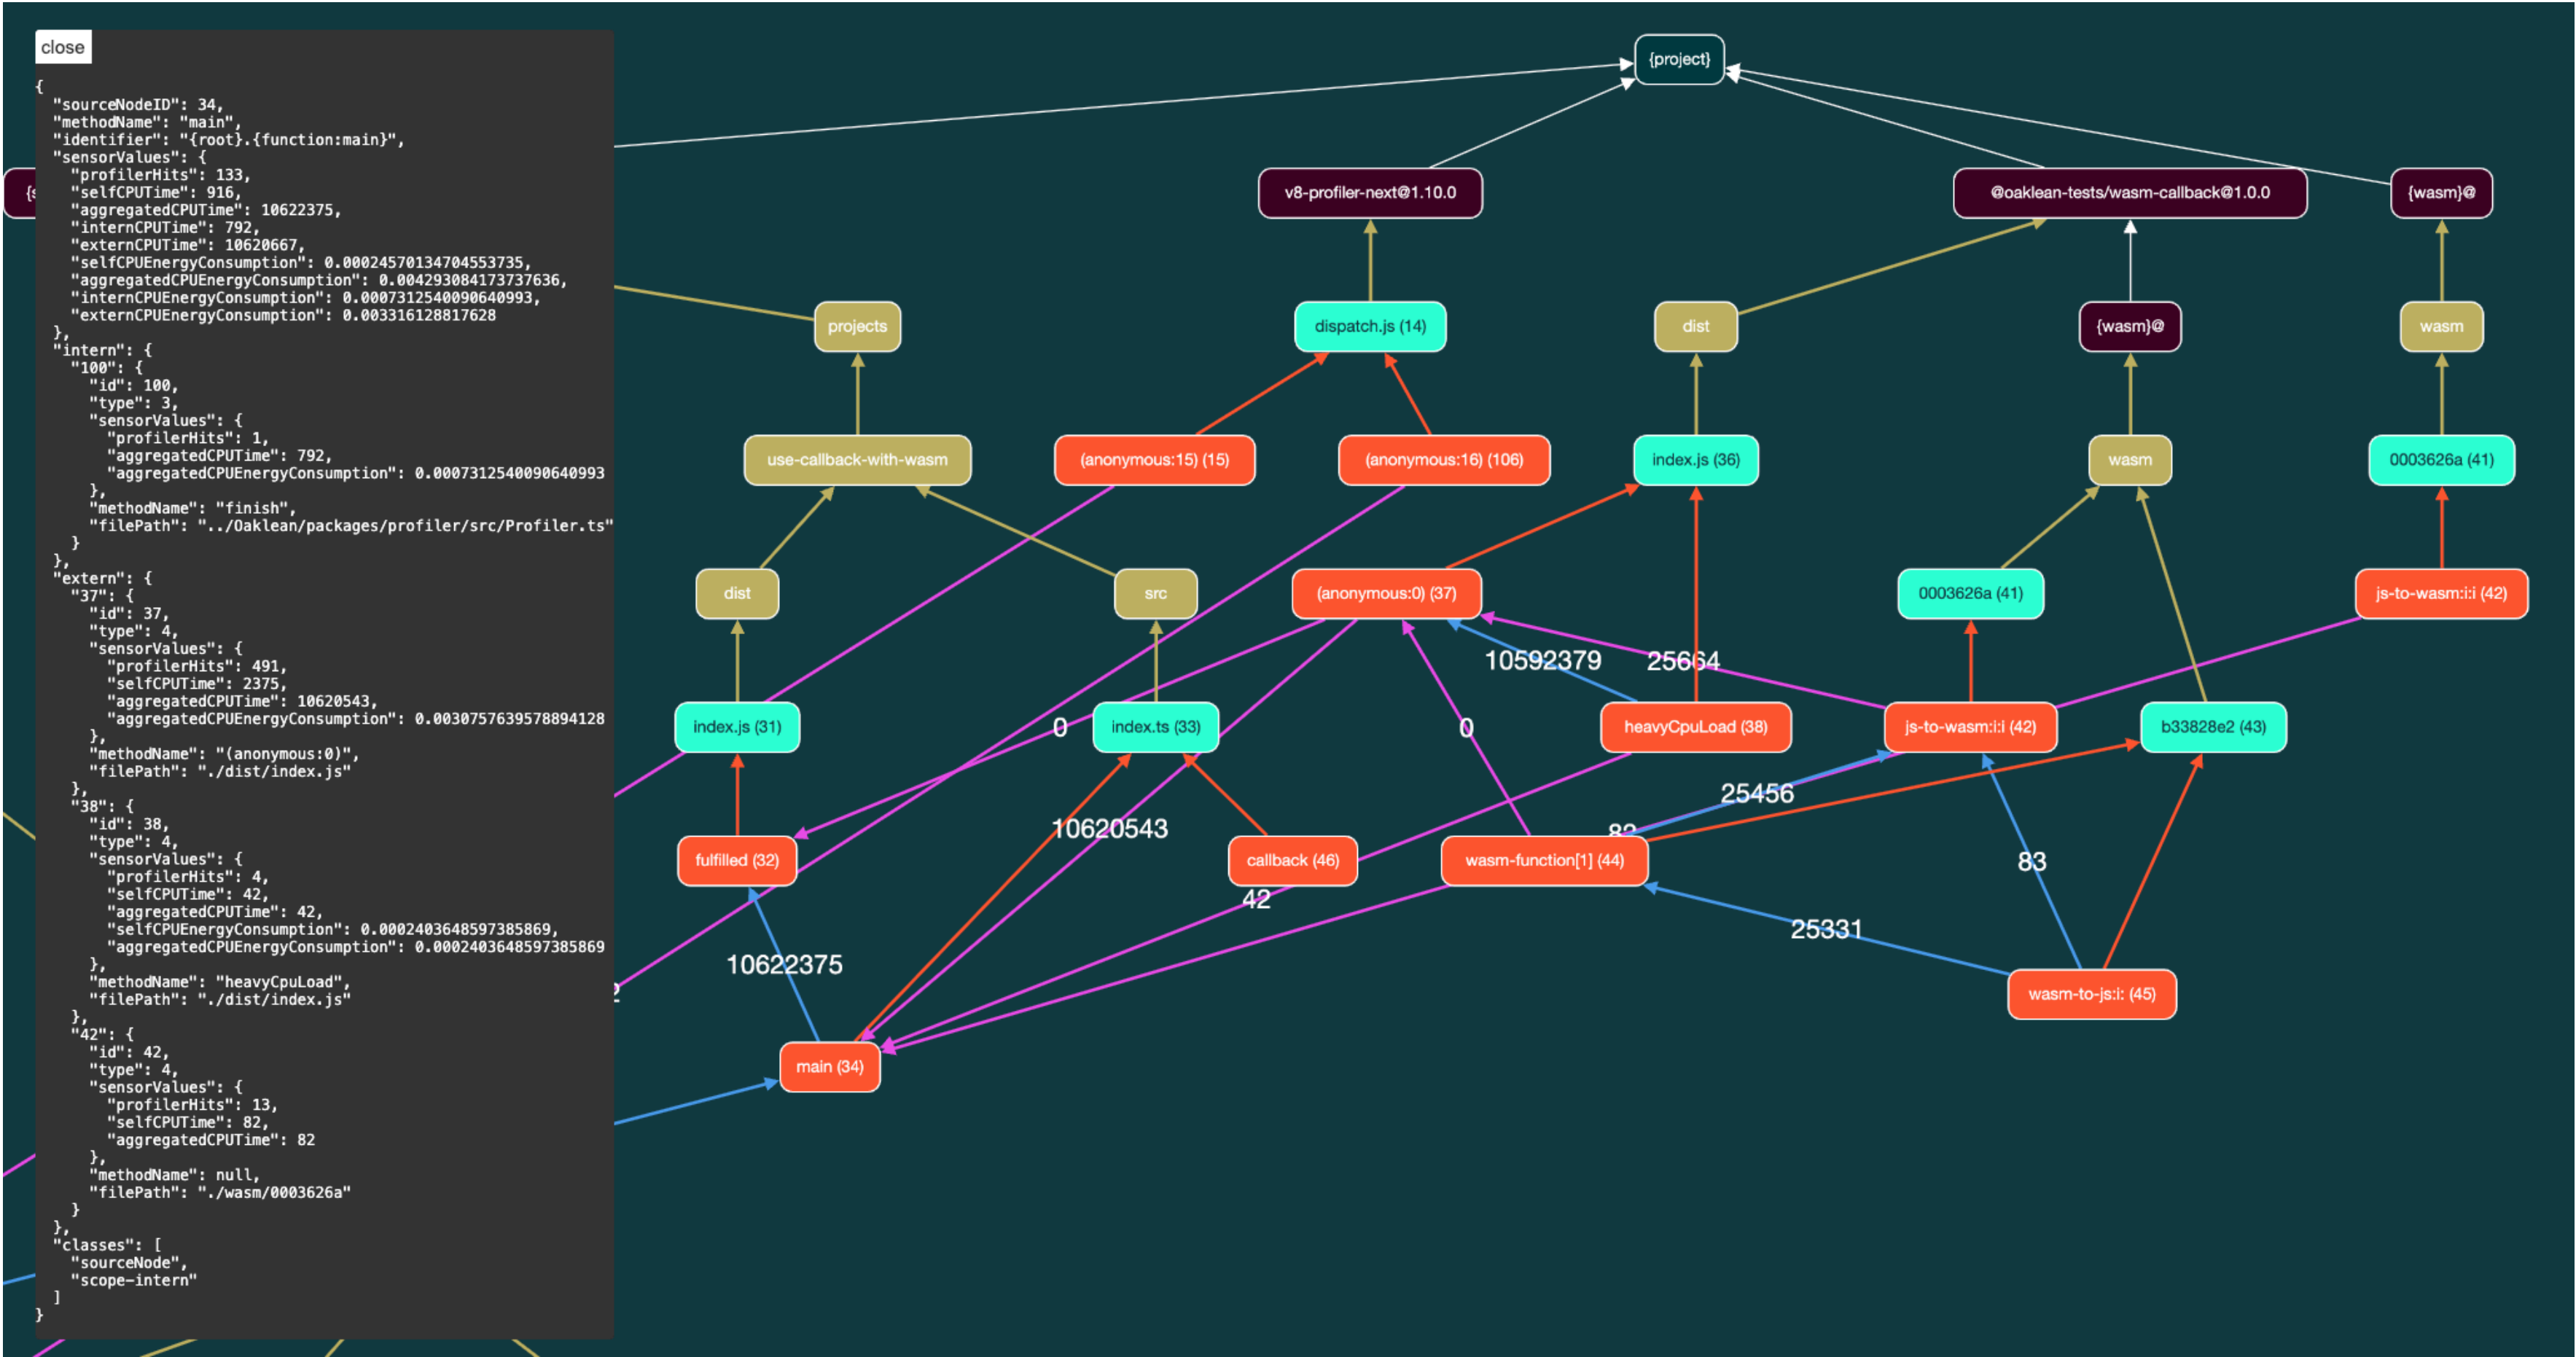 close
{
"sourceNodeID": 34,
"methodName": "main",
"identifier": "{root}.{function:main}",
"sensorValues": {
"profilerHits": 133,
"selfCPUTime": 916,
"aggregatedCPUTime": 10622375,
"internCPUTime": 792,
"externCPUTime": 10620667,
"selfCPUEnergyConsumption": 0.00024570134704553735,
"aggregatedCPUEnergyConsumption": 0.004293084173737636,
"internCPUEnergyConsumption": 0.0007312540090640993,
"externCPUEnergyConsumption": 0.003316128817628
},
"intern": {
"100": {
"id": 100,
"type": 3,
"sensorValues": {
"profilerHits": 1,
"aggregatedCPUTime": 792,
"aggregatedCPUEnergyConsumption": 0.0007312540090640993
},
"methodName": "finish",
"filePath": "../Oaklean/packages/profiler/src/Profiler.ts"
}
},
"extern": {
"37": {
"id": 37,
"type": 4,
"sensorValues": {
"profilerHits": 491,
"selfCPUTime": 2375,
"aggregatedCPUTime": 10620543,
"aggregatedCPUEnergyConsumption": 0.0030757639578894128
},
"methodName": "(anonymous:0)",
"filePath": "./dist/index.js"
},
"38": {
"id": 38,
"type": 4,
"sensorValues": {
"profilerHits": 4,
"selfCPUTime": 42,
"aggregatedCPUTime": 42,
"selfCPUEnergyConsumption": 0.0002403648597385869,
"aggregatedCPUEnergyConsumption": 0.0002403648597385869
},
"methodName": "heavyCpuLoad",
"filePath": "./dist/index.js"
},
"42": {
"id": 42,
"type": 4,
"sensorValues": {
"profilerHits": 13,
"selfCPUTime": 82,
"aggregatedCPUTime": 82
},
"methodName": null,
"filePath": "./wasm/0003626a"
}
},
"classes": [
"sourceNode",
"scope-intern"
]
}
{project}
v8-profiler-next@1.10.0
@oaklean-tests/wasm-callback@1.0.0
{wasm}@
projects
dispatch.js (14)
dist
{wasm}@
wasm
use-callback-with-wasm
(anonymous:15) (15)
(anonymous:16) (106)
index.js (36)
wasm
0003626a (41)
dist
src
(anonymous:0) (37)
0003626a (41)
js-to-wasm:i:i (42)
10592379
25664
index.js (31)
0
index.ts (33)
0
heavyCpuLoad (38)
js-to-wasm:i:i (42)
b33828e2 (43)
25456
10620543
82
fulfilled (32)
callback (46)
wasm-function[1] (44)
83
42
25331
10622375
wasm-to-js:i: (45)
main (34)